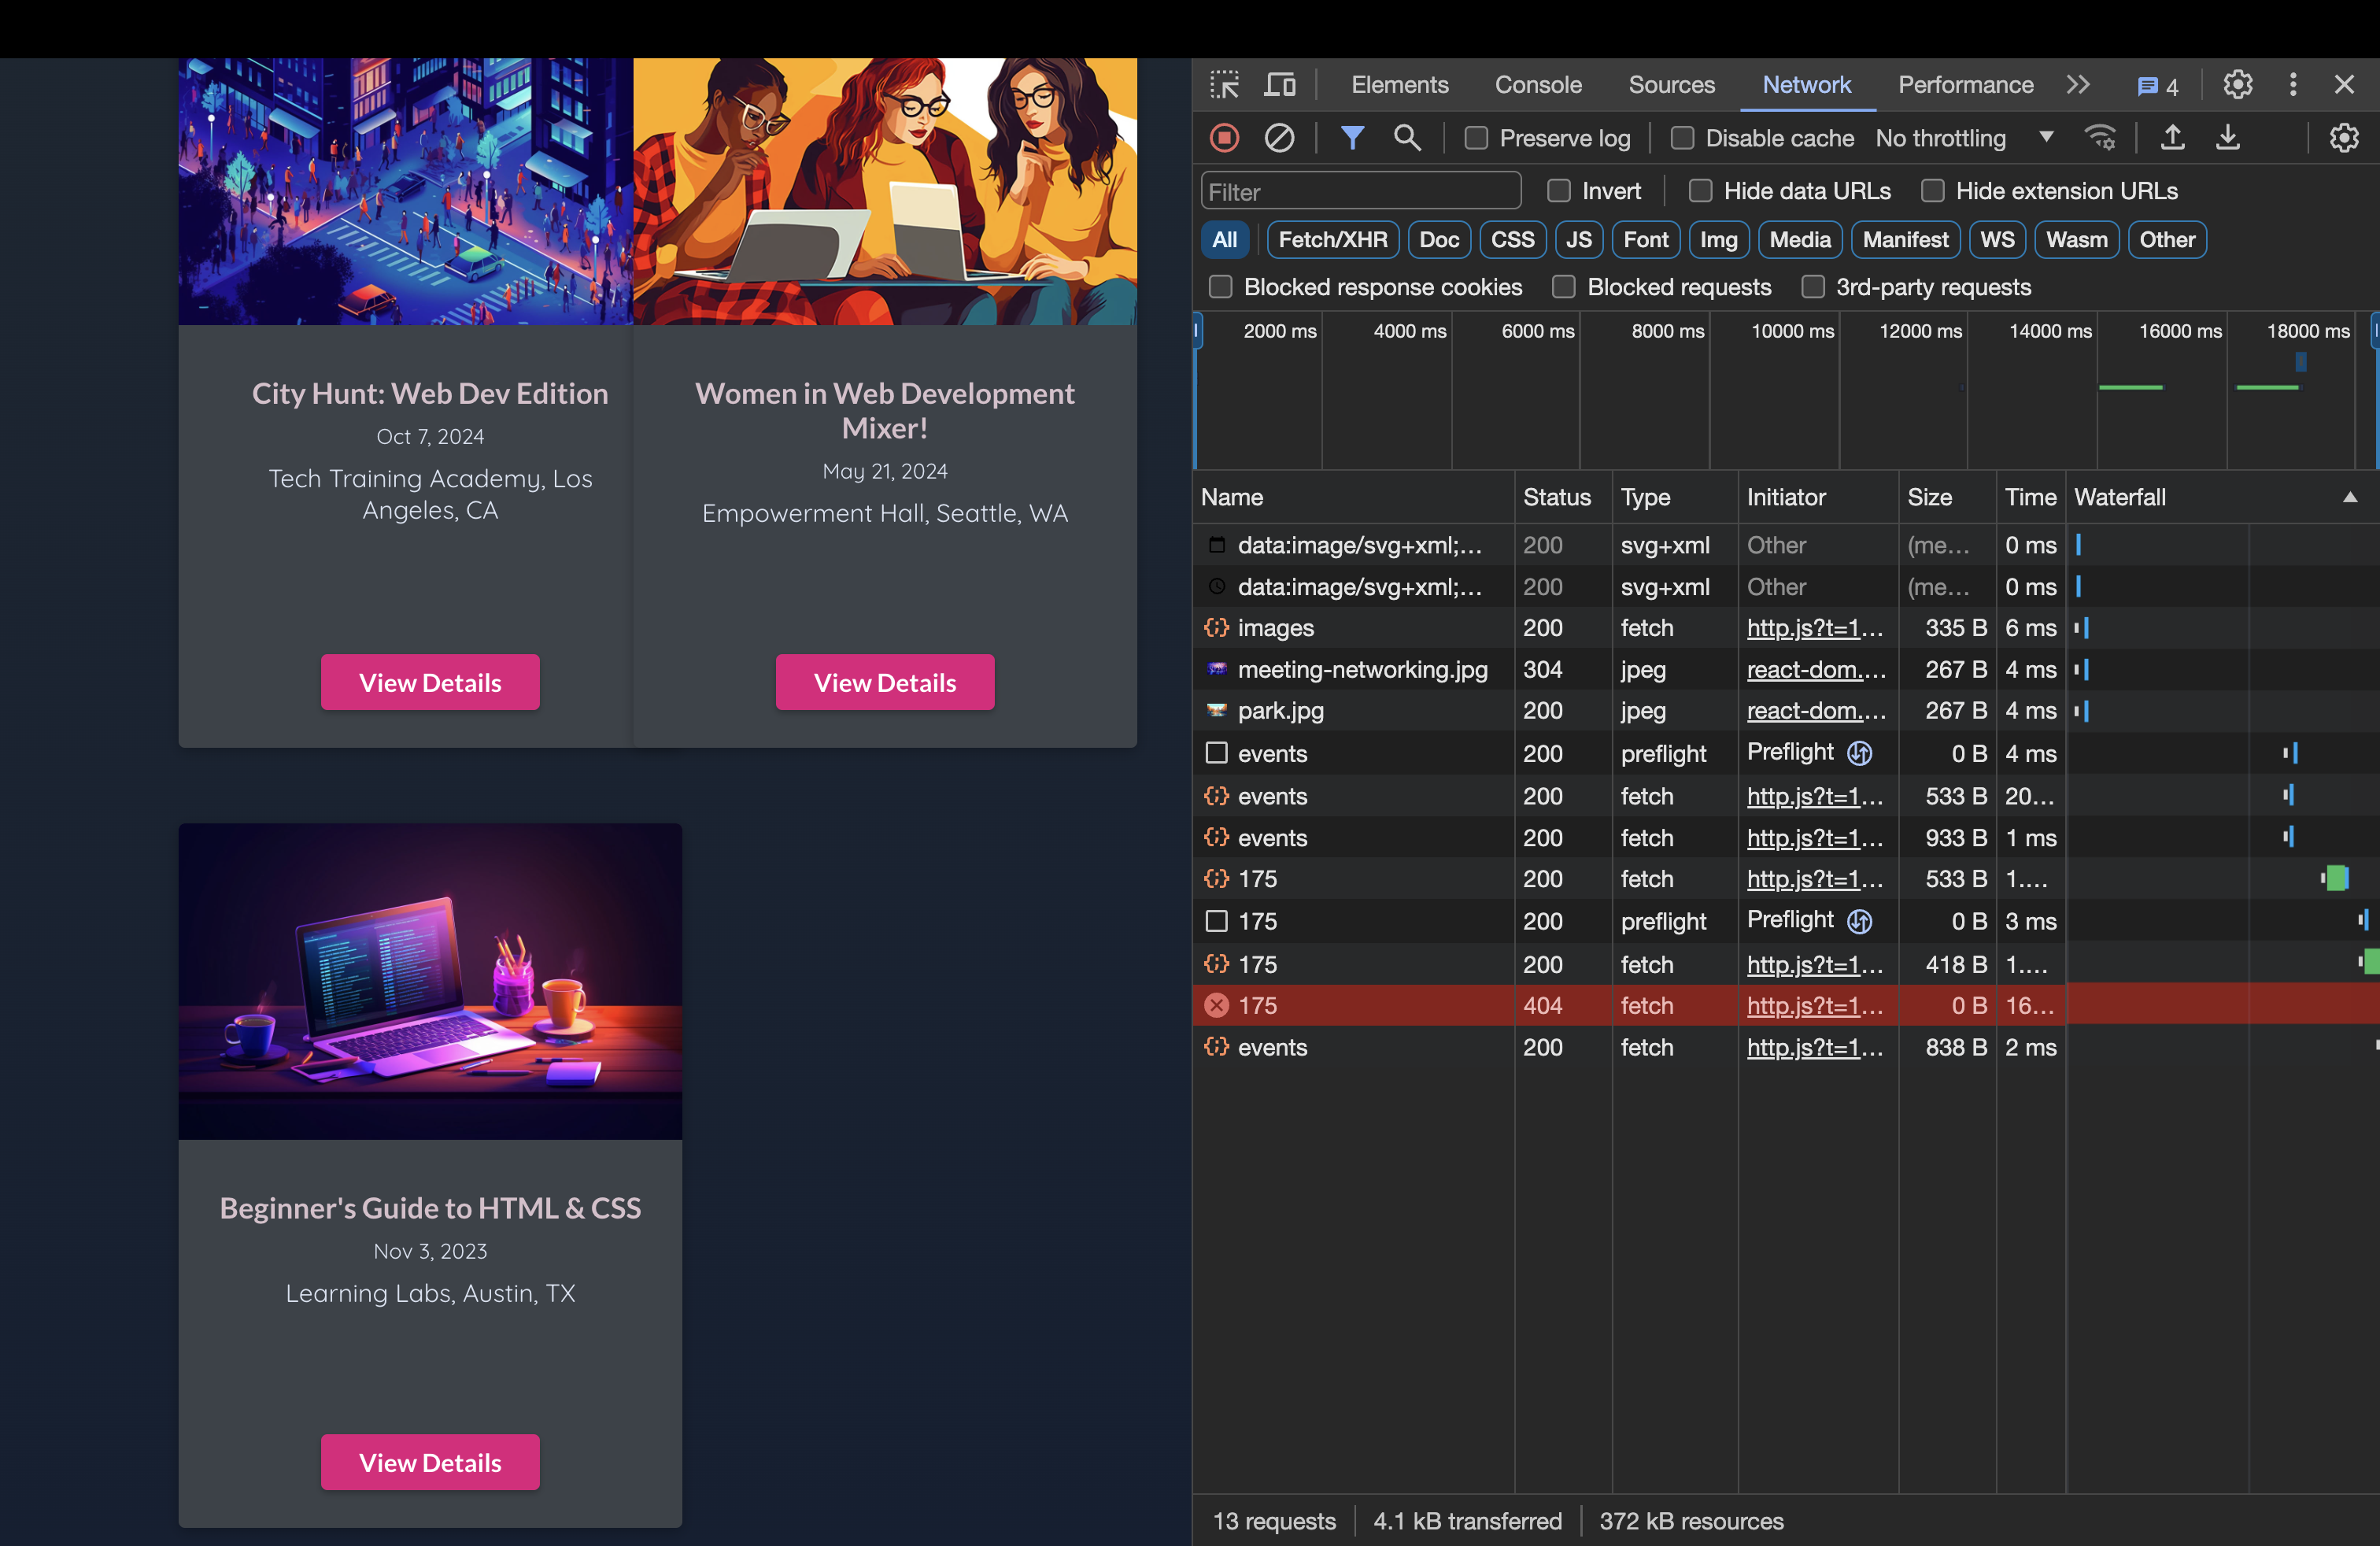 City Hunt: Web Dev Edition
Oct 7, 2024
Tech Training Academy, Los
Angeles, CA
View Details
Women in Web Development
Mixer!
May 21, 2024
Empowerment Hall, Seattle, WA
View Details
Beginner's Guide to HTML & CSS
Nov 3, 2023
Learning Labs, Austin, TX
View Details
Elements Console Sources Network Performance 4
Preserve log Disable cache No throttling
Filter Invert Hide data URLs Hide extension URLs
All Fetch/XHR Doc CSS JS Font Img Media Manifest WS Wasm Other
Blocked response cookies Blocked requests 3rd-party requests
2000 ms 4000 ms 6000 ms 8000 ms 10000 ms 12000 ms 14000 ms 16000 ms 18000 ms
Name Status Type Initiator Size Time Waterfall
data:image/svg+xml;... 200 svg+xml Other (me... 0 ms
data:image/svg+xml;... 200 svg+xml Other (me... 0 ms
images 200 fetch http.js?t=1... 335 B 6 ms
meeting-networking.jpg 304 jpeg react-dom.... 267 B 4 ms
park.jpg 200 jpeg react-dom.... 267 B 4 ms
events 200 preflight Preflight 0 B 4 ms
events 200 fetch http.js?t=1... 533 B 20...
events 200 fetch http.js?t=1... 933 B 1 ms
175 200 fetch http.js?t=1... 533 B 1....
175 200 preflight Preflight 0 B 3 ms
175 200 fetch http.js?t=1... 418 B 1....
175 404 fetch http.js?t=1... 0 B 16...
events 200 fetch http.js?t=1... 838 B 2 ms
13 requests 4.1 kB transferred 372 kB resources